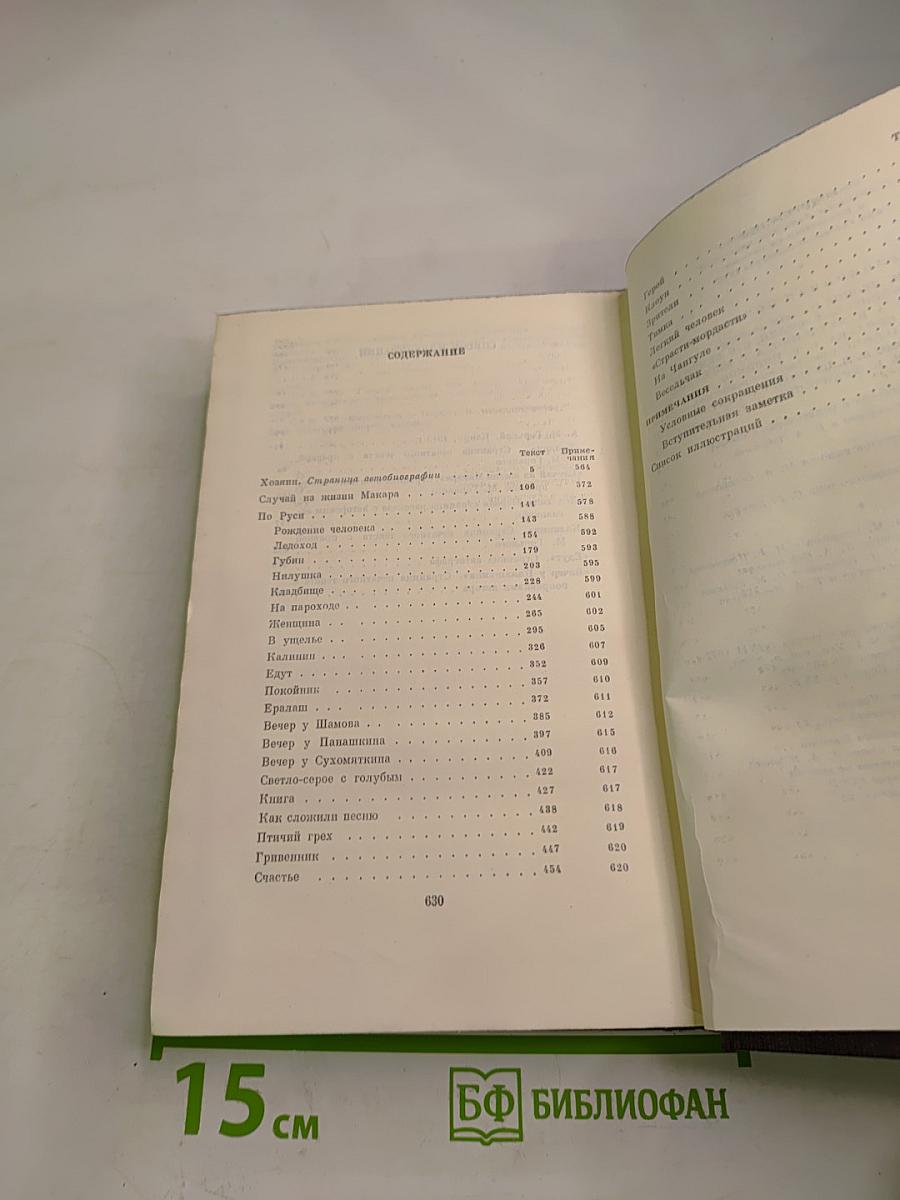 СОДЕРЖАНИЕ
Текст Приме-
чания
Хозяин. Страница автобиографии . . . . . . . 5 564
Случай из жизни Макара . . . . . . . . . 106 572
По Руси . . . . . . . . . . . . . . . . 141 578
Рождение человека . . . . . . . . . . 143 588
Ледоход . . . . . . . . . . . . . . . 154 592
Губин . . . . . . . . . . . . . . . . 179 593
Нилушка . . . . . . . . . . . . . . . 203 595
Кладбище . . . . . . . . . . . . . . 228 599
На пароходе . . . . . . . . . . . . . 244 601
Женщина . . . . . . . . . . . . . . . 265 602
В ущелье . . . . . . . . . . . . . . 295 605
Калинин . . . . . . . . . . . . . . . 326 607
Едут . . . . . . . . . . . . . . . . 352 609
Покойник . . . . . . . . . . . . . . 357 610
Ералаш . . . . . . . . . . . . . . . 372 611
Вечер у Шамова . . . . . . . . . . . 385 612
Вечер у Панашкина . . . . . . . . . . 397 615
Вечер у Сухомяткина . . . . . . . . . 409 616
Светло-серое с голубым . . . . . . . . 422 617
Книга . . . . . . . . . . . . . . . . 427 617
Как сложили песню . . . . . . . . . . 438 618
Птичий грех . . . . . . . . . . . . . 442 619
Гривенник . . . . . . . . . . . . . . 447 620
Счастье . . . . . . . . . . . . . . . 454 620
630
Герой . . . . . . . . . .
Клоун . . . . . . . . . .
Зрители . . . . . . . . .
Тимка . . . . . . . . . .
Легкий человек . . . . . .
«Страсти-мордасти» . . . .
На Чангуле . . . . . . . .
Весельчак . . . . . . . .
ПРИМЕЧАНИЯ . . . . . . . .
Условные сокращения . . . .
Вступительная заметка . . .
Список иллюстраций . . . .
15 см
БФ БИБЛИОФАН